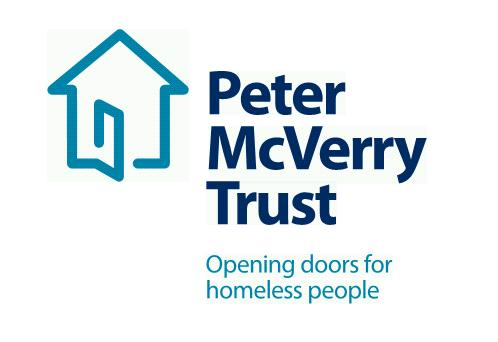 Peter
McVerry
Trust
Opening doors for
homeless people